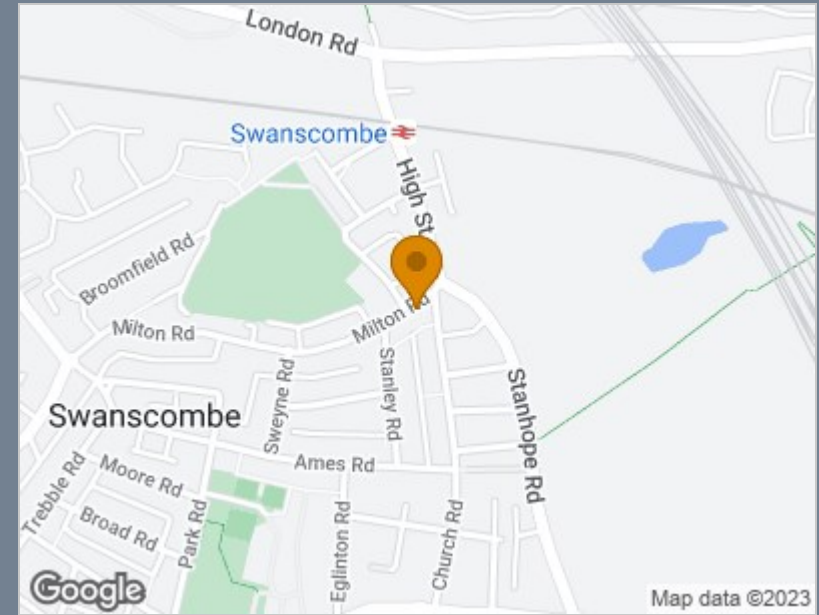 London Rd
Swanscombe
High St
Broomfield Rd
Milton Rd
Milton Rd
Stanley Rd
Sweyne Rd
Stanhope Rd
Swanscombe
Ames Rd
Moore Rd
Trebble Rd
Broad Rd
Park Rd
Eglinton Rd
Church Rd
Google
Map data ©2023